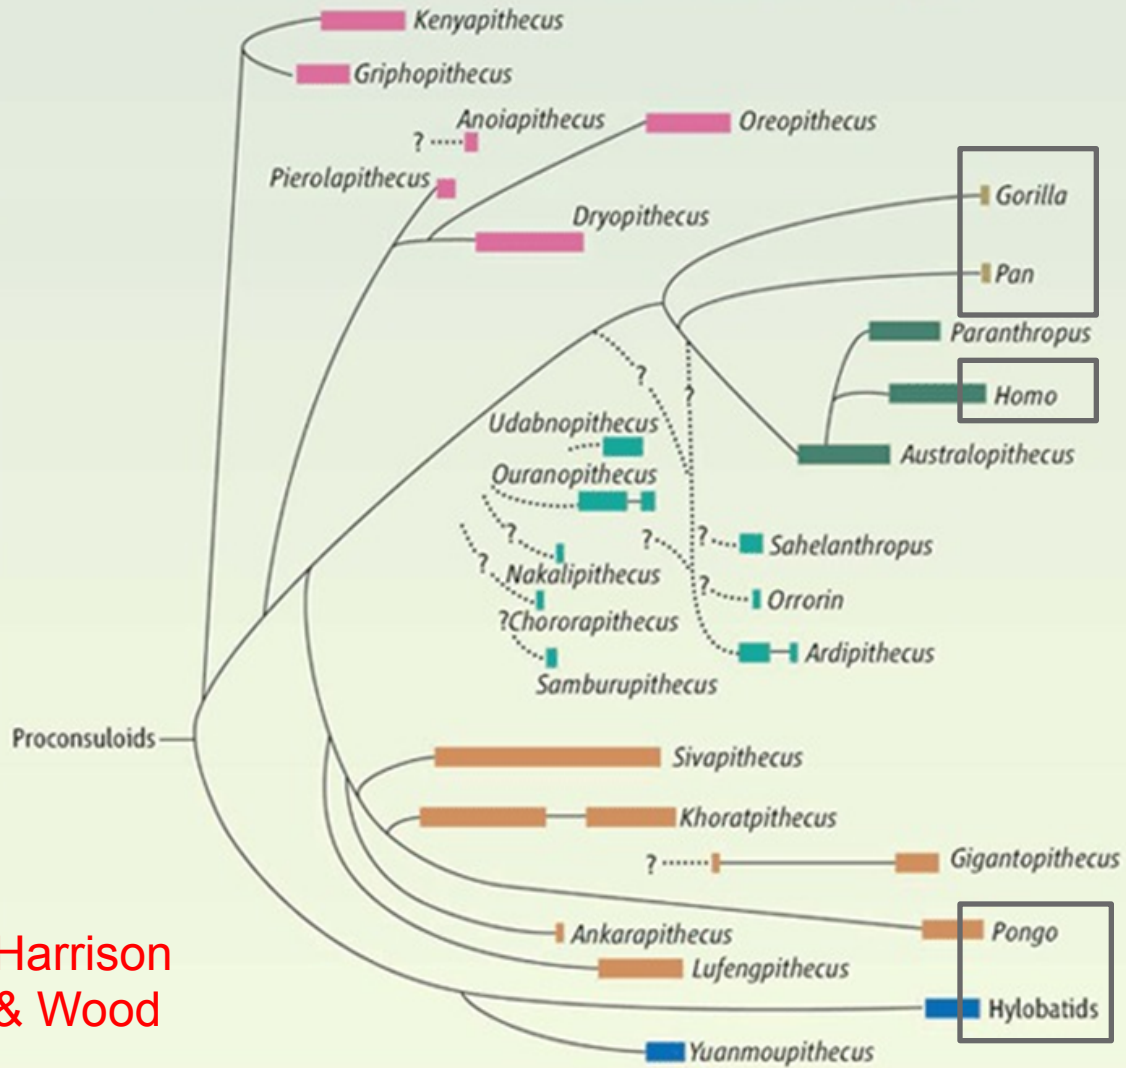 Kenyapithecus
Griphopithecus
Anoiapithecus
?
Oreopithecus
Pierolapithecus
Dryopithecus
Gorilla
Pan
Paranthropus
?
?
Homo
Udabnopithecus
Australopithecus
Ouranopithecus
?
?
?
Sahelanthropus
?
Nakalipithecus
?
Orrorin
?Chororapithecus
Ardipithecus
Samburupithecus
Proconsuloids
Sivapithecus
Khoratpithecus
?
Gigantopithecus
Ankarapithecus
Pongo
Harrison
& Wood
Lufengpithecus
Hylobatids
Yuanmoupithecus